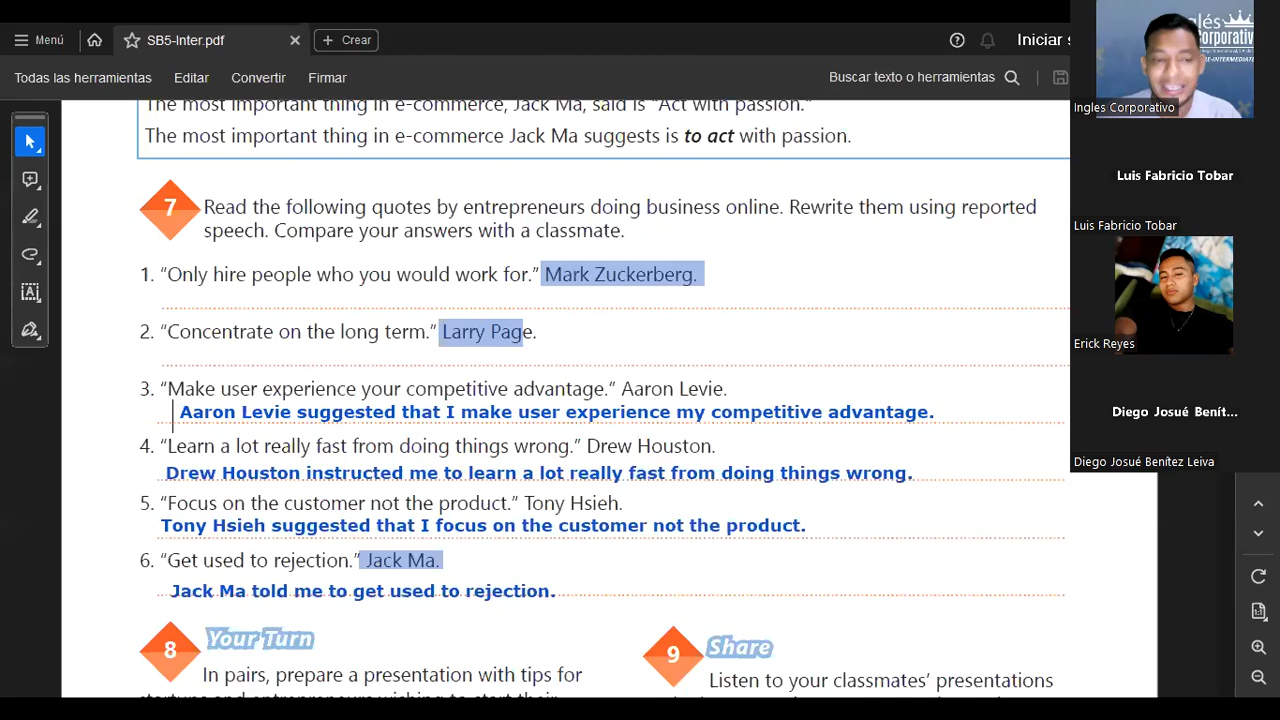 Menú
SB5-Inter.pdf
Crear
Iniciar s
Todas las herramientas
Editar
Convertir
Firmar
Buscar texto o herramientas
The most important thing in e-commerce, Jack Ma, said is "Act with passion."
The most important thing in e-commerce Jack Ma suggests is to act with passion.
7
Read the following quotes by entrepreneurs doing business online. Rewrite them using reported
speech. Compare your answers with a classmate.
1. "Only hire people who you would work for." Mark Zuckerberg.
2. "Concentrate on the long term." Larry Page.
3. "Make user experience your competitive advantage." Aaron Levie.
Aaron Levie suggested that I make user experience my competitive advantage.
4. "Learn a lot really fast from doing things wrong." Drew Houston.
Drew Houston instructed me to learn a lot really fast from doing things wrong.
5. "Focus on the customer not the product." Tony Hsieh.
Tony Hsieh suggested that I focus on the customer not the product.
6. "Get used to rejection." Jack Ma.
Jack Ma told me to get used to rejection.
8
Your Turn
In pairs, prepare a presentation with tips for
startups and entrepreneurs wishing to start their
9
Share
Listen to your classmates' presentations
Ingles Corporativo
Luis Fabricio Tobar
Luis Fabricio Tobar
Erick Reyes
Diego Josué Benít...
Diego Josué Benítez Leiva